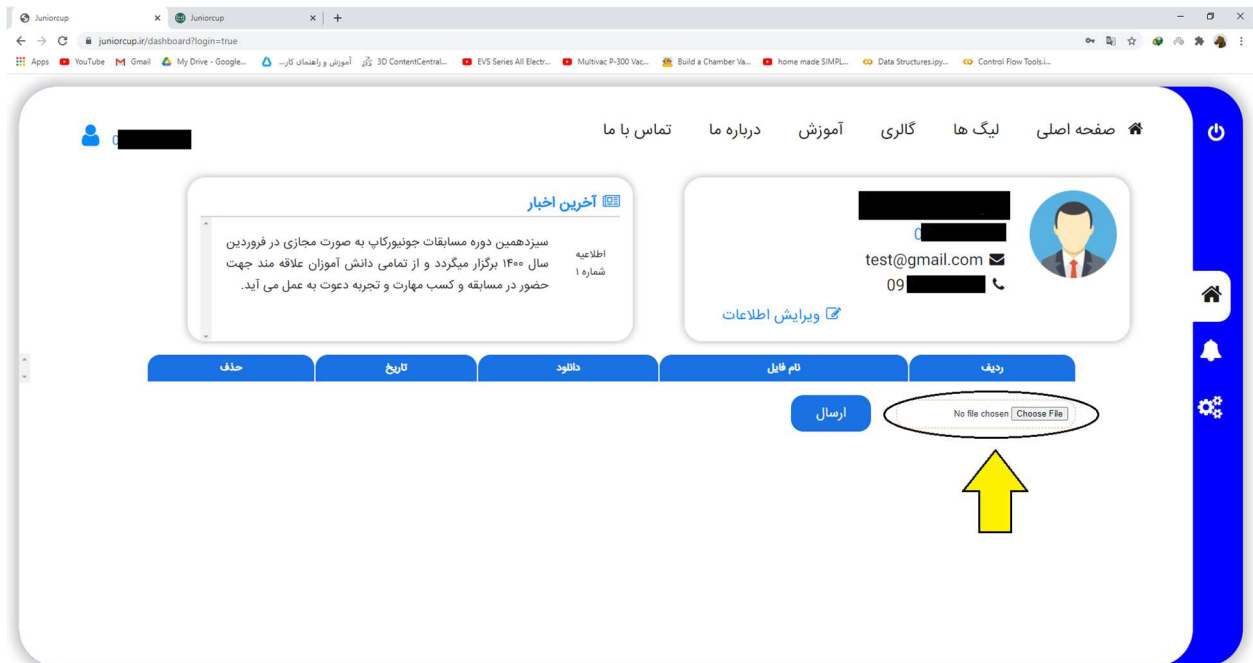 Juniorcup
Juniorcup
juniorcup.ir/dashboard?login=true
Apps YouTube Gmail My Drive - Google... آموزش و راهنمای کار... 3D ContentCentral... EVS Series All Electr... Multivac P-300 Vac... Build a Chamber Va... home made SIMPL... Data Structures.ipy... Control Flow Tools.i...
صفحه اصلی لیگ ها گالری آموزش درباره ما تماس با ما
0
0
test@gmail.com
09
ویرایش اطلاعات
آخرین اخبار
اطلاعیه شماره ۱
سیزدهمین دوره مسابقات جونیورکاپ به صورت مجازی در فروردین
سال ۱۴۰۰ برگزار میگردد و از تمامی دانش آموزان علاقه مند جهت
حضور در مسابقه و کسب مهارت و تجربه دعوت به عمل می آید.
ردیف نام فایل دانلود تاریخ حذف
Choose File No file chosen
ارسال